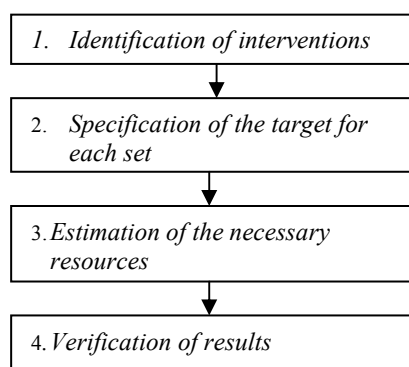 1. Identification of interventions
2. Specification of the target for
each set
3. Estimation of the necessary
resources
4. Verification of results